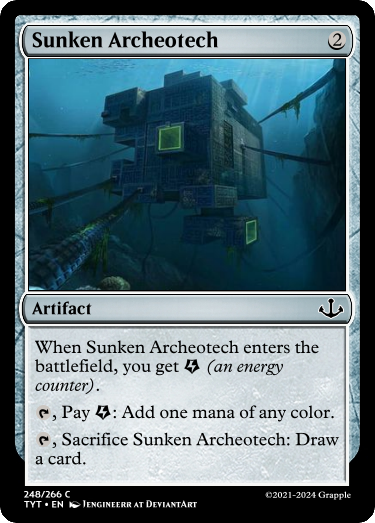 Sunken Archeotech
2
Artifact
When Sunken Archeotech enters the
battlefield, you get (an energy
counter).
, Pay : Add one mana of any color.
, Sacrifice Sunken Archeotech: Draw
a card.
248/266 C
TYT • EN JENGINEERR AT DEVIANTART
©2021-2024 Grapple